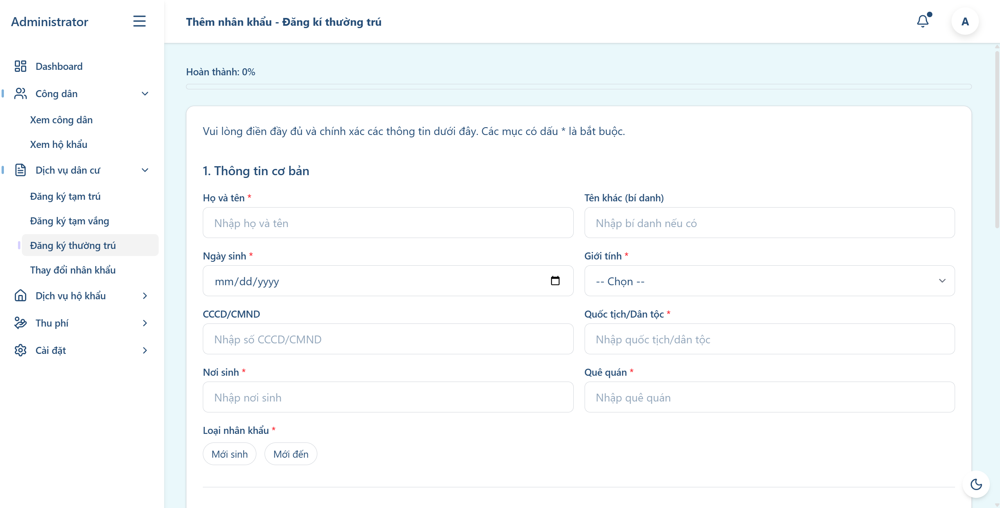 Administrator
Dashboard
Công dân
Xem công dân
Xem hộ khẩu
Dịch vụ dân cư
Đăng ký tạm trú
Đăng ký tạm vắng
Đăng ký thường trú
Thay đổi nhân khẩu
Dịch vụ hộ khẩu
Thu phí
Cài đặt
Thêm nhân khẩu - Đăng kí thường trú
A
Hoàn thành: 0%
Vui lòng điền đầy đủ và chính xác các thông tin dưới đây. Các mục có dấu * là bắt buộc.
1. Thông tin cơ bản
Họ và tên *
Nhập họ và tên
Tên khác (bí danh)
Nhập bí danh nếu có
Ngày sinh *
mm/dd/yyyy
Giới tính *
-- Chọn --
CCCD/CMND
Nhập số CCCD/CMND
Quốc tịch/Dân tộc *
Nhập quốc tịch/dân tộc
Nơi sinh *
Nhập nơi sinh
Quê quán *
Nhập quê quán
Loại nhân khẩu *
Mới sinh
Mới đến